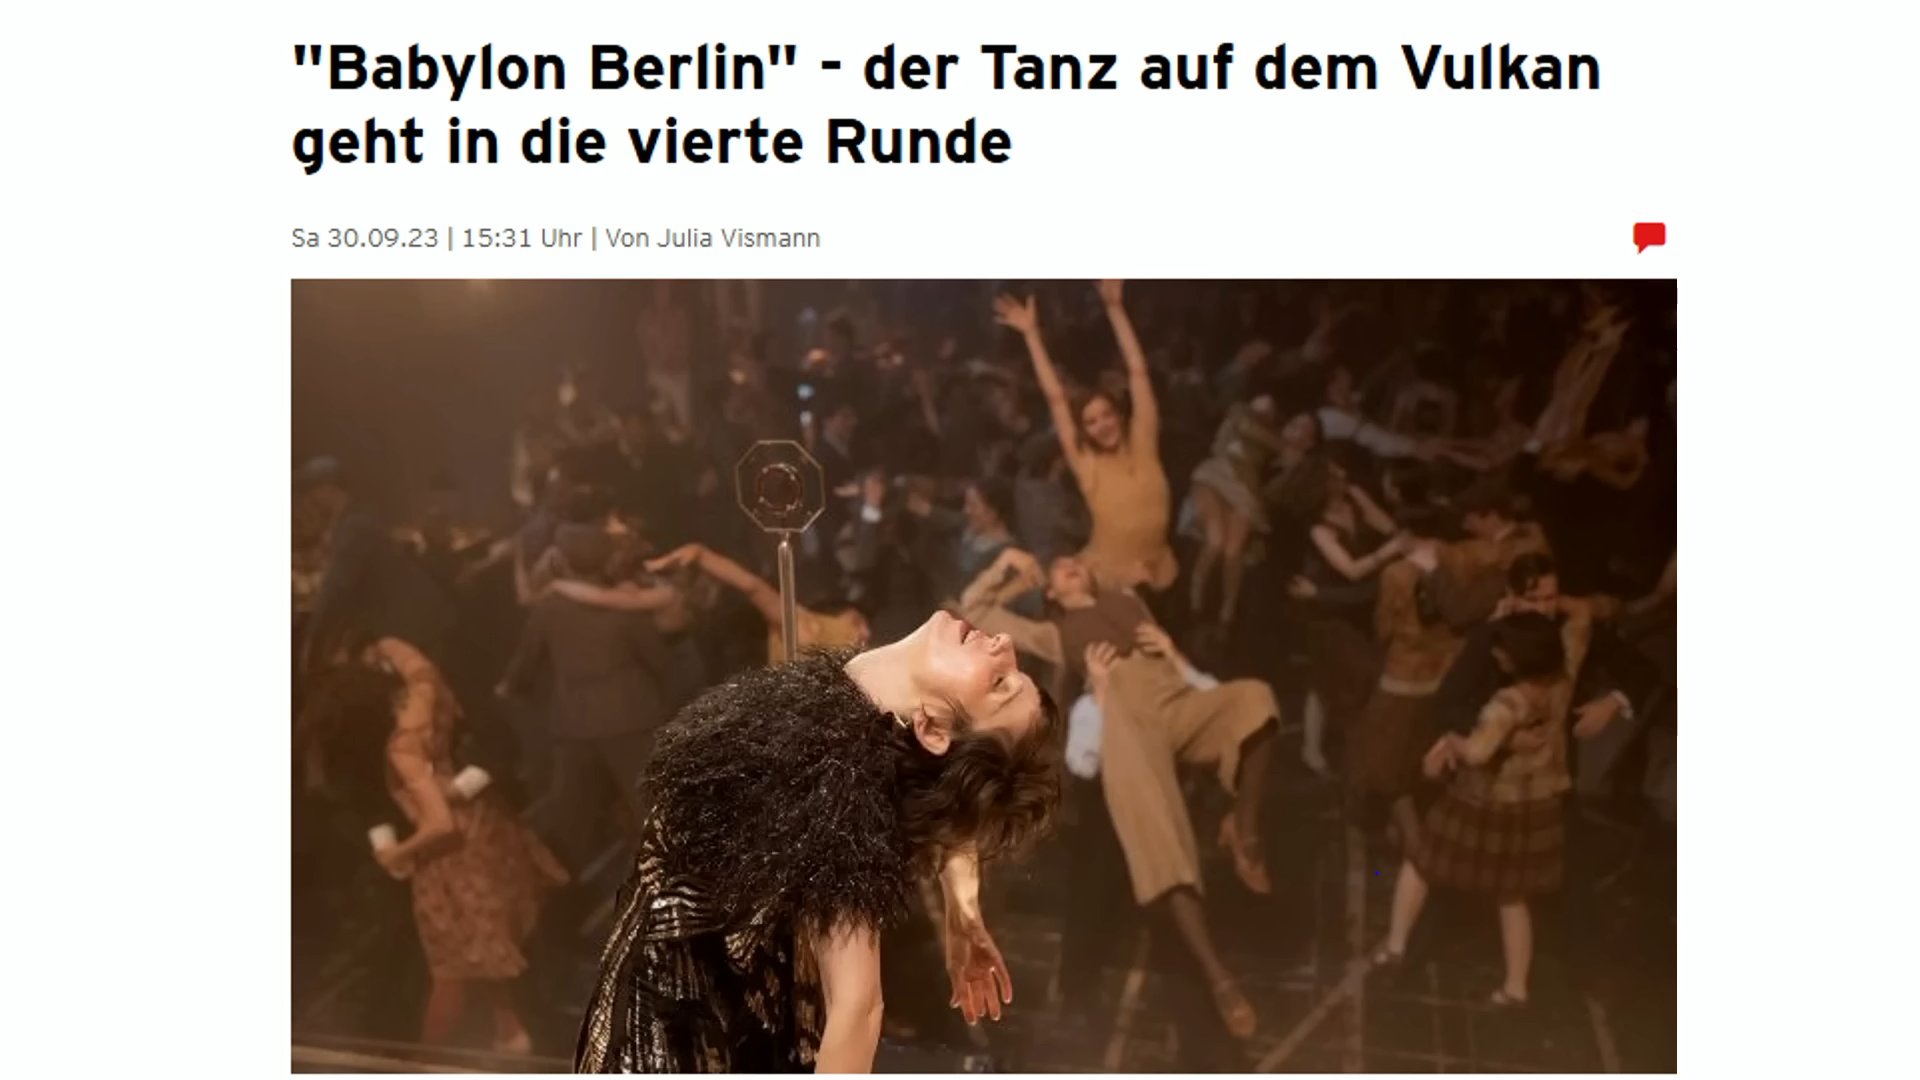 "Babylon Berlin" - der Tanz auf dem Vulkan
geht in die vierte Runde
Sa 30.09.23 | 15:31 Uhr | Von Julia Vismann